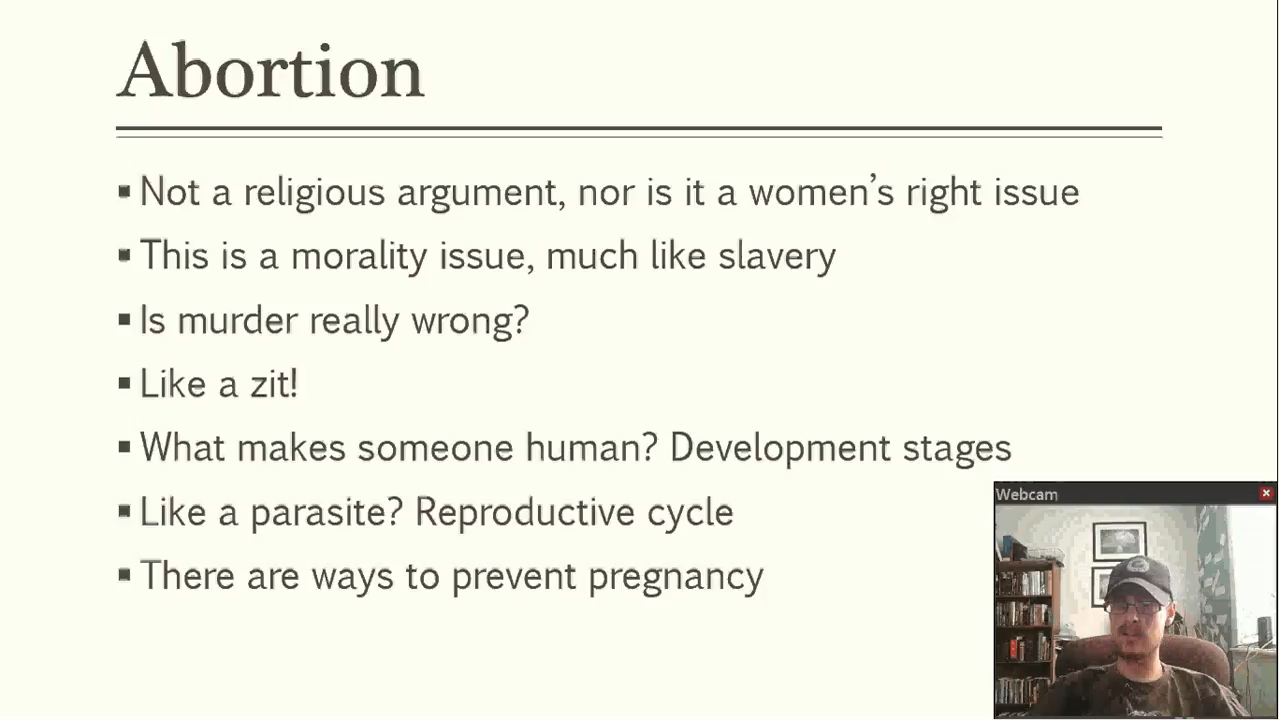 Abortion
Not a religious argument, nor is it a women's right issue
This is a morality issue, much like slavery
Is murder really wrong?
Like a zit!
What makes someone human? Development stages
Like a parasite? Reproductive cycle
There are ways to prevent pregnancy
Webcam